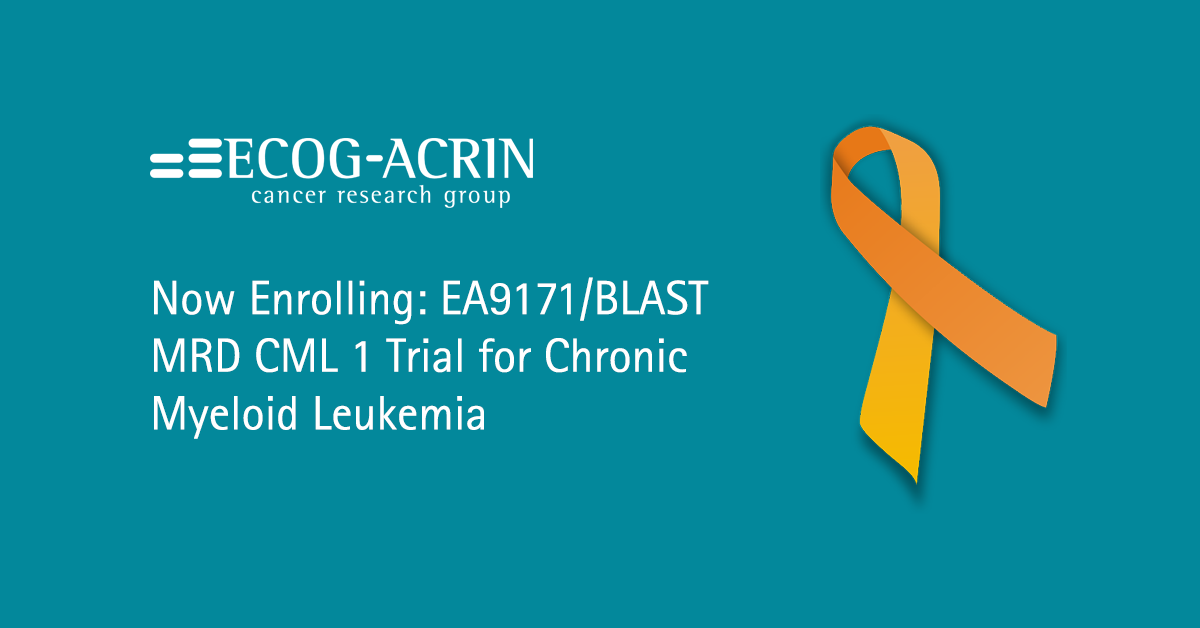 ECOG-ACRIN
cancer research group
Now Enrolling: EA9171/BLAST
MRD CML 1 Trial for Chronic
Myeloid Leukemia